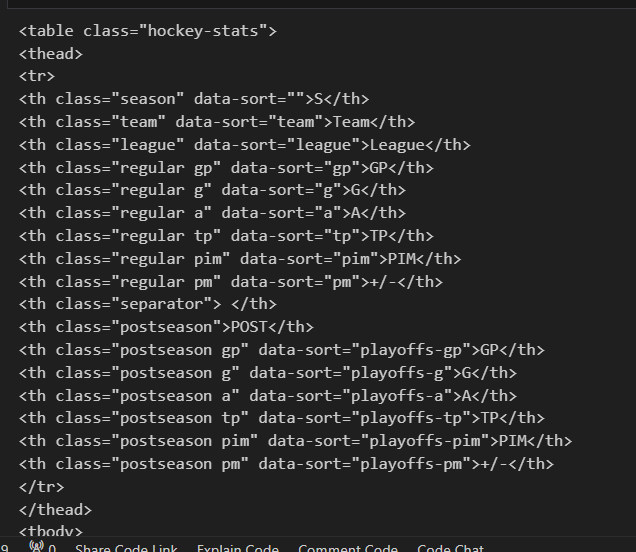 <table class="hockey-stats">
<thead>
<tr>
<th class="season" data-sort="">S</th>
<th class="team" data-sort="team">Team</th>
<th class="league" data-sort="league">League</th>
<th class="regular gp" data-sort="gp">GP</th>
<th class="regular g" data-sort="g">G</th>
<th class="regular a" data-sort="a">A</th>
<th class="regular tp" data-sort="tp">TP</th>
<th class="regular pim" data-sort="pim">PIM</th>
<th class="regular pm" data-sort="pm">+/-</th>
<th class="separator"> </th>
<th class="postseason">POST</th>
<th class="postseason gp" data-sort="playoffs-gp">GP</th>
<th class="postseason g" data-sort="playoffs-g">G</th>
<th class="postseason a" data-sort="playoffs-a">A</th>
<th class="postseason tp" data-sort="playoffs-tp">TP</th>
<th class="postseason pim" data-sort="playoffs-pim">PIM</th>
<th class="postseason pm" data-sort="playoffs-pm">+/-</th>
</tr>
</thead>
<tbody>
9 0 Share Code Link Explain Code Comment Code Code Chat